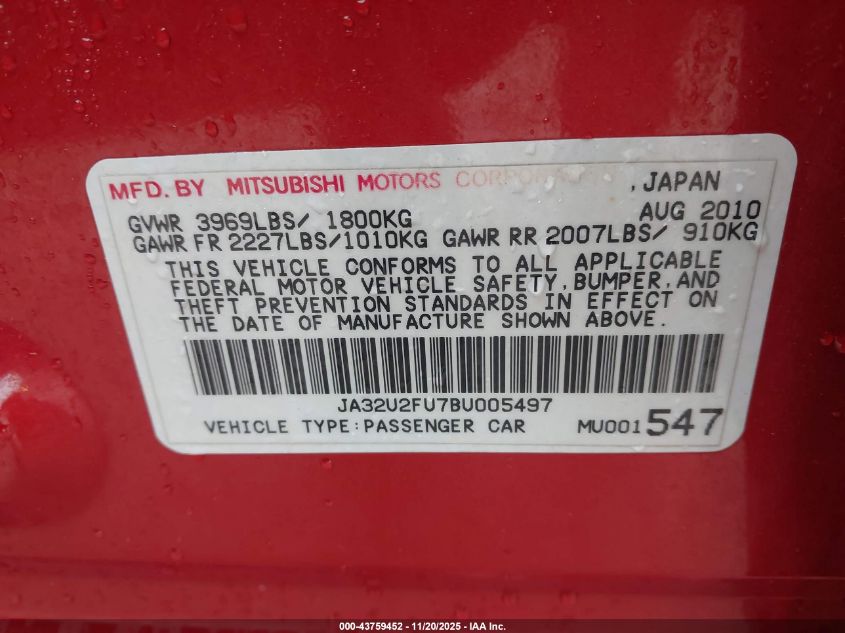 MFD. BY MITSUBISHI MOTORS CORPORATION, JAPAN
GVWR 3969LBS/ 1800KG AUG 2010
GAWR FR 2227LBS/1010KG GAWR RR 2007LBS/ 910KG
THIS VEHICLE CONFORMS TO ALL APPLICABLE
FEDERAL MOTOR VEHICLE SAFETY, BUMPER, AND
THEFT PREVENTION STANDARDS IN EFFECT ON
THE DATE OF MANUFACTURE SHOWN ABOVE.
JA32U2FU7BU005497
VEHICLE TYPE:PASSENGER CAR MU001547
000-43759452 - 11/20/2025 - IAA Inc.